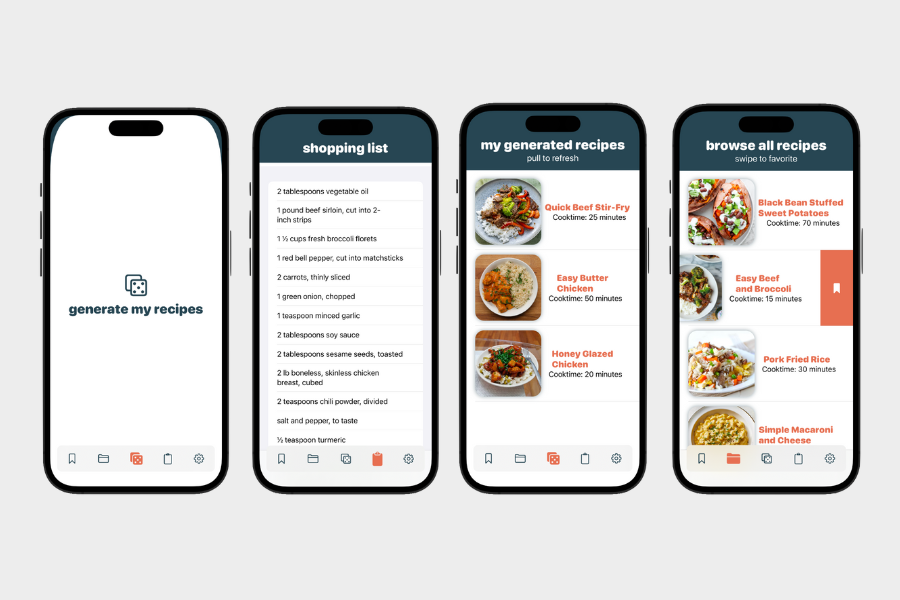 generate my recipes
shopping list
2 tablespoons vegetable oil
1 pound beef sirloin, cut into 2-
inch strips
1 ½ cups fresh broccoli florets
1 red bell pepper, cut into matchsticks
2 carrots, thinly sliced
1 green onion, chopped
1 teaspoon minced garlic
2 tablespoons soy sauce
2 tablespoons sesame seeds, toasted
2 lb boneless, skinless chicken
breast, cubed
2 teaspoons chili powder, divided
salt and pepper, to taste
½ teaspoon turmeric
my generated recipes
pull to refresh
Quick Beef Stir-Fry
Cooktime: 25 minutes
Easy Butter
Chicken
Cooktime: 50 minutes
Honey Glazed
Chicken
Cooktime: 20 minutes
browse all recipes
swipe to favorite
Black Bean Stuffed
Sweet Potatoes
Cooktime: 70 minutes
Easy Beef
and Broccoli
Cooktime: 15 minutes
Pork Fried Rice
Cooktime: 30 minutes
Simple Macaroni
and Cheese